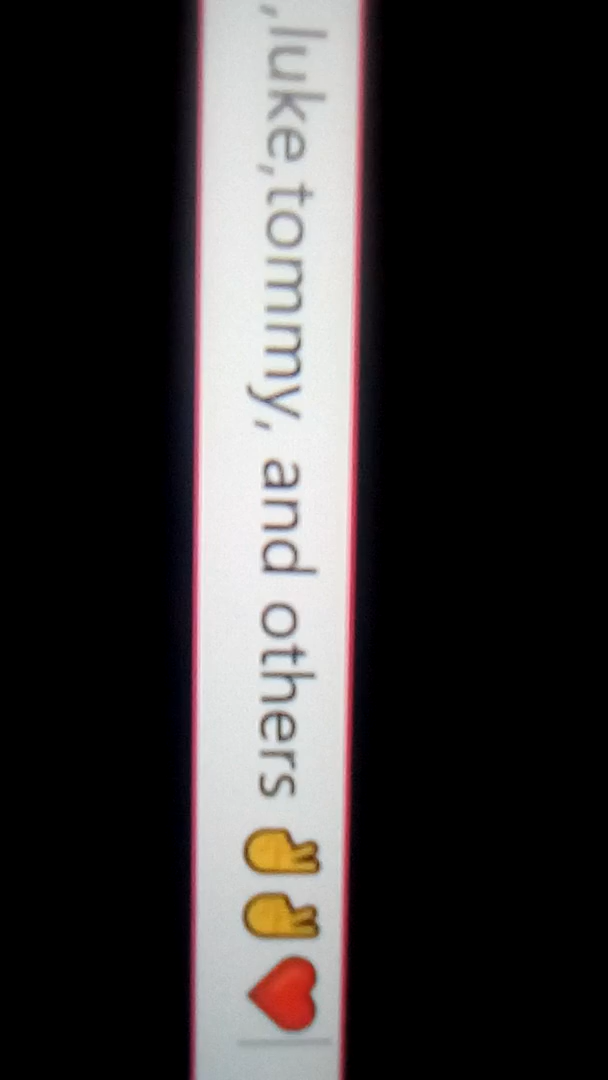 ,luke,tommy, and others ✌️✌️❤️